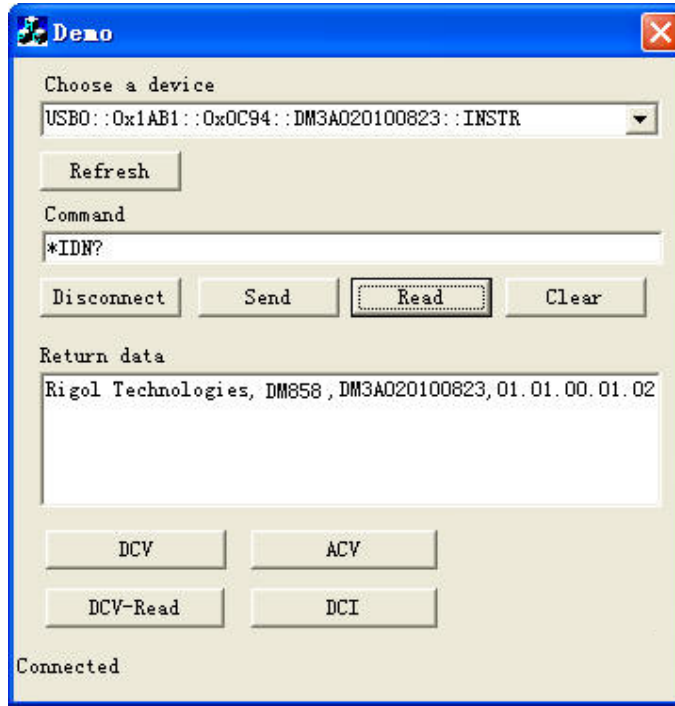 Demo
Choose a device
USB0::0x1AB1::0x0C94::DM3A020100823::INSTR
Refresh
Command
*IDN?
Disconnect Send Read Clear
Return data
Rigol Technologies, DM858 ,DM3A020100823,01.01.00.01.02
DCV ACV
DCV-Read DCI
Connected